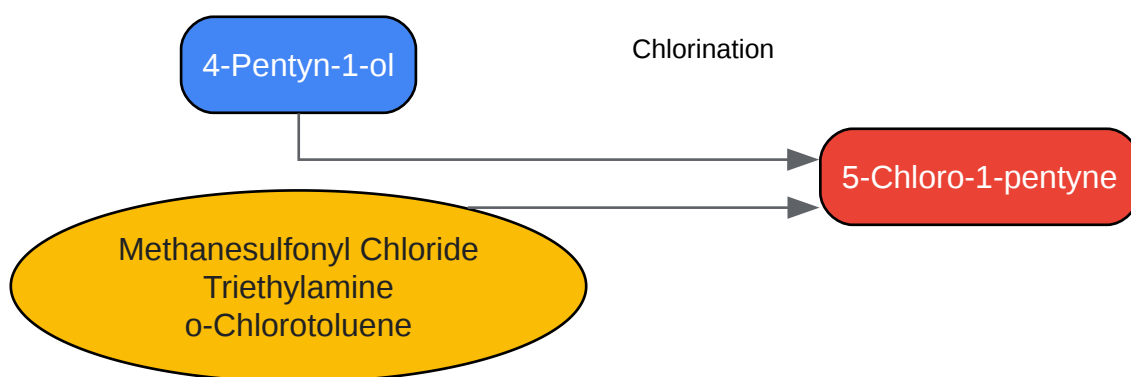 4-Pentyn-1-ol
Chlorination
5-Chloro-1-pentyne
Methanesulfonyl Chloride
Triethylamine
o-Chlorotoluene